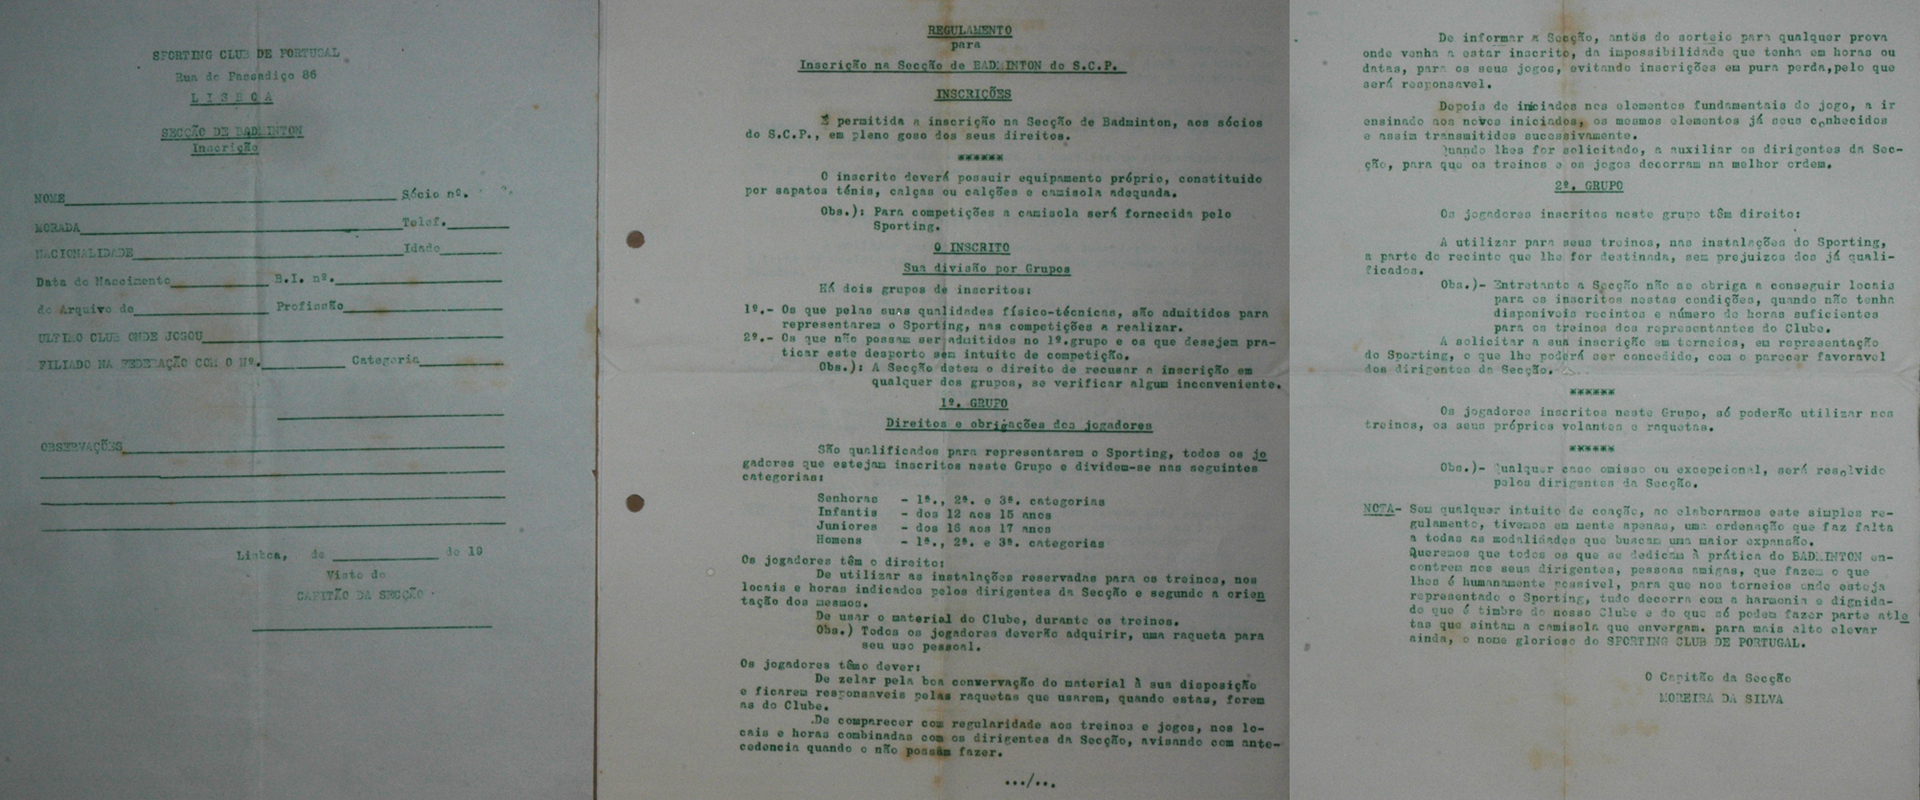 SPORTING CLUB DE PORTUGAL
Rua do Passadiço 86
LISBOA
SECÇÃO DE BADMINTON
Inscrição
NOME Sócio nº.
MORADA Telef.
NACIONALIDADE Idade
Data do Nascimento B.I. nº.
do Arquivo de Profissão
ULTIMO CLUB ONDE JOGOU
FILIADO NA FEDERAÇÃO COM O Nº. Categoria
OBSERVAÇÕES
Lisboa, de de 19
Visto do
CAPITÃO DA SECÇÃO
REGULAMENTO
para
Inscrição na Secção de BADMINTON do S.C.P.
INSCRIÇÕES
É permitida a inscrição na Secção de Badminton, aos sócios
do S.C.P., em pleno goso dos seus direitos.
******
O inscrito deverá possuir equipamento próprio, constituido
por sapatos ténis, calças ou calções e camisola adequada.
Obs.): Para competições a camisola será fornecida pelo
Sporting.
O INSCRITO
Sua divisão por Grupos
Há dois grupos de inscritos:
1º.- Os que pelas suas qualidades físico-técnicas, são admitidos para
representarem o Sporting, nas competições a realizar.
2º.- Os que não possam ser admitidos no 1º.grupo e os que desejem pra-
ticar este desporto sem intuito de competição.
Obs.): A Secção detem o direito de recusar a inscrição em
qualquer dos grupos, se verificar algum inconveniente.
1º. GRUPO
Direitos e obrigações dos jogadores
São qualificados para representarem o Sporting, todos os jo
gadores que estejam inscritos neste Grupo e dividem-se nas seguintes
categorias:
Senhoras - 1ª., 2ª. e 3ª. categorias
Infantis - dos 12 aos 15 anos
Juniores - dos 16 aos 17 anos
Homens - 1ª., 2ª. e 3ª. categorias
Os jogadores têm o direito:
De utilizar as instalações reservadas para os treinos, nos
locais e horas indicados pelos dirigentes da Secção e segundo a orien
tação dos mesmos.
De usar o material do Clube, durante os treinos.
Obs.) Todos os jogadores deverão adquirir, uma raqueta para
seu uso pessoal.
Os jogadores têmo dever:
De zelar pela boa conservação do material à sua disposição
e ficarem responsaveis pelas raquetas que usarem, quando estas, forem
as do Clube.
.De comparecer com regularidade aos treinos e jogos, nos lo-
cais e horas combinadas com os dirigentes da Secção, avisando com ante-
cedencia quando o não possam fazer.
.../...
De informar a Secção, antes do sorteio para qualquer prova
onde venha a estar inscrito, da impossibilidade que tenha em horas ou
datas, para os seus jogos, evitando inscrições em pura perda,pelo que
será responsavel.
Depois de iniciados nos elementos fundamentais do jogo, a ir
ensinado aos novos iniciados, os mesmos elementos já seus conhecidos
e assim transmitidos sucessivamente.
Quando lhes for solicitado, a auxiliar os dirigentes da Sec-
ção, para que os treinos e os jogos decorram na melhor ordem.
2º. GRUPO
Os jogadores inscritos neste grupo têm direito:
A utilizar para seus treinos, nas instalações do Sporting,
a parte do recinto que lhe for destinada, sem prejuizos dos já quali-
ficados.
Obs.)- Entretanto a Secção não se obriga a conseguir locais
para os inscritos nestas condições, quando não tenha
disponiveis recintos e número de horas suficientes
para os treinos dos representantes do Clube.
A solicitar a sua inscrição em torneios, em representação
do Sporting, o que lhe poderá ser concedido, com o parecer favoravel
dos dirigentes da Secção.
******
Os jogadores inscritos neste Grupo, só poderão utilizar nos
treinos, os seus próprios volantes e raquetas.
******
Obs.)- Qualquer caso omisso ou excepcional, será resolvido
pelos dirigentes da Secção.
NOTA- Sem qualquer intuito de coação, ao elaborarmos este simples re-
gulamento, tivemos em mente apenas, uma ordenação que faz falta
a todas as modalidades que buscam uma maior expansão.
Queremos que todos os que se dedicam à prática do BADMINTON en-
contrem nos seus dirigentes, pessoas amigas, que fazem o que
lhes é humanamente possivel, para que nos torneios onde esteja
representado o Sporting, tudo decorra com a harmonia e dignida-
de que é timbre do nosso Clube e do que só podem fazer parte atle
tas que sintam a camisola que envergam. para mais alto elevar
ainda, o nome glorioso do SPORTING CLUB DE PORTUGAL.
O Capitão da Secção
MOREIRA DA SILVA